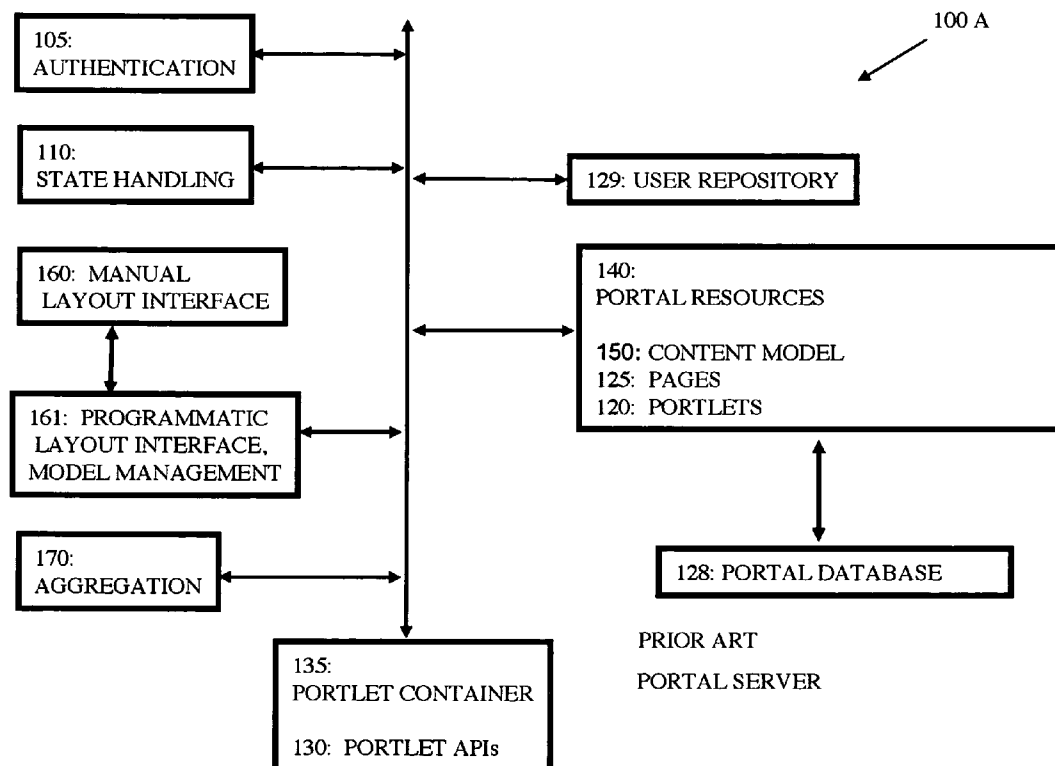 100 A
105:
AUTHENTICATION
110:
STATE HANDLING
129: USER REPOSITORY
160: MANUAL
LAYOUT INTERFACE
140:
PORTAL RESOURCES
150: CONTENT MODEL
125: PAGES
120: PORTLETS
161: PROGRAMMATIC
LAYOUT INTERFACE,
MODEL MANAGEMENT
170:
AGGREGATION
128: PORTAL DATABASE
PRIOR ART
PORTAL SERVER
135:
PORTLET CONTAINER
130: PORTLET APIs